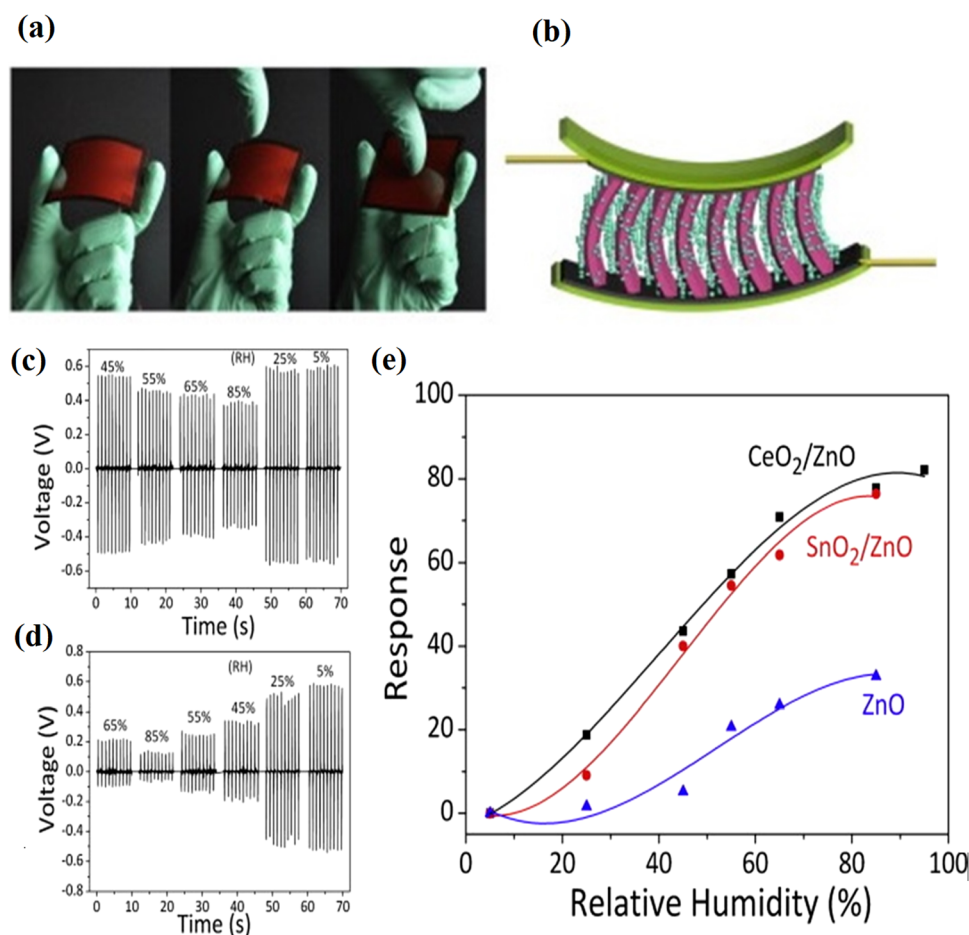 (a)
(b)
(c)
0.6
0.4
0.2
0.0
-0.2
-0.4
-0.6
Voltage (V)
45%
55%
65%
85%
(RH)
25%
5%
0 10 20 30 40 50 60 70
Time (s)
(d)
0.8
0.6
0.4
0.2
0.0
-0.2
-0.4
-0.6
-0.8
Voltage (V)
65%
85%
55%
(RH)
45%
25%
5%
0 10 20 30 40 50 60 70
Time (s)
(e)
100
80
60
40
20
0
Response
CeO₂/ZnO
SnO₂/ZnO
ZnO
0 20 40 60 80 100
Relative Humidity (%)